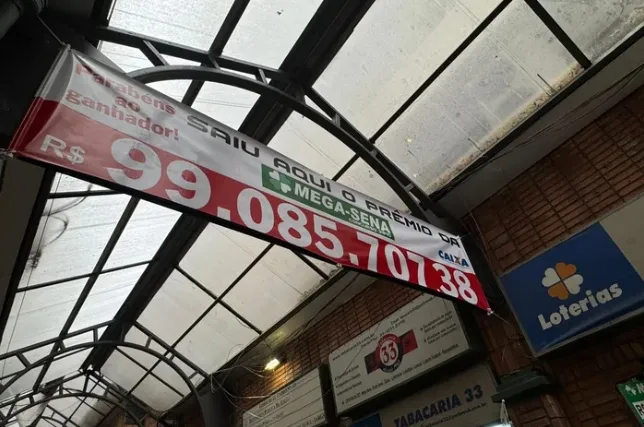 Parabéns
ao
ganhador!
SAIU AQUI O PRÊMIO DA
MEGA-SENA
CAIXA
R$ 99.085.707,38
Loterias
33
TABACARIA 33